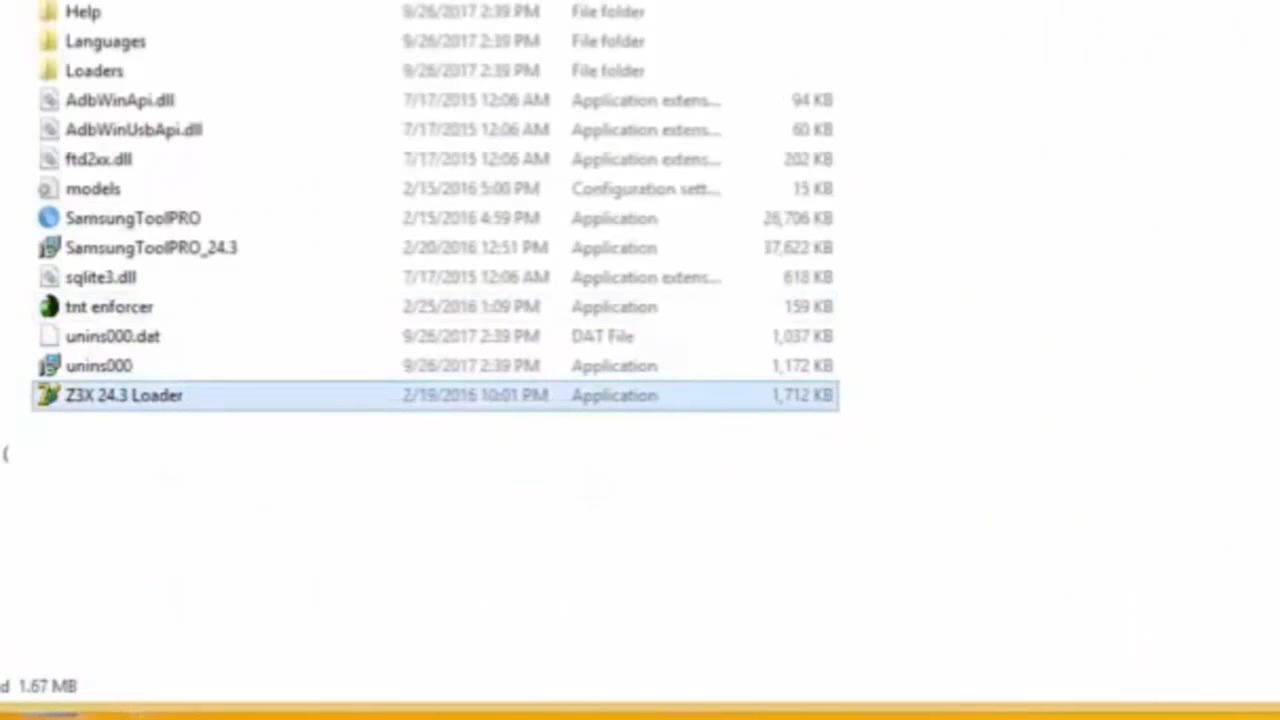 Help 9/26/2017 2:39 PM File folder
Languages 9/26/2017 2:39 PM File folder
Loaders 9/26/2017 2:39 PM File folder
AdbWinApi.dll 7/17/2015 12:06 AM Application extens... 94 KB
AdbWinUsbApi.dll 7/17/2015 12:06 AM Application extens... 60 KB
ftd2xx.dll 7/17/2015 12:06 AM Application extens... 202 KB
models 2/15/2016 5:00 PM Configuration sett... 15 KB
SamsungToolPRO 2/15/2016 4:59 PM Application 26,706 KB
SamsungToolPRO_24.3 2/20/2016 12:51 PM Application 37,622 KB
sqlite3.dll 7/17/2015 12:06 AM Application extens... 618 KB
tnt enforcer 2/25/2016 1:09 PM Application 159 KB
unins000.dat 9/26/2017 2:39 PM DAT File 1,037 KB
unins000 9/26/2017 2:39 PM Application 1,172 KB
Z3X 24.3 Loader 2/19/2016 10:01 PM Application 1,712 KB
(
d 1.67 MB